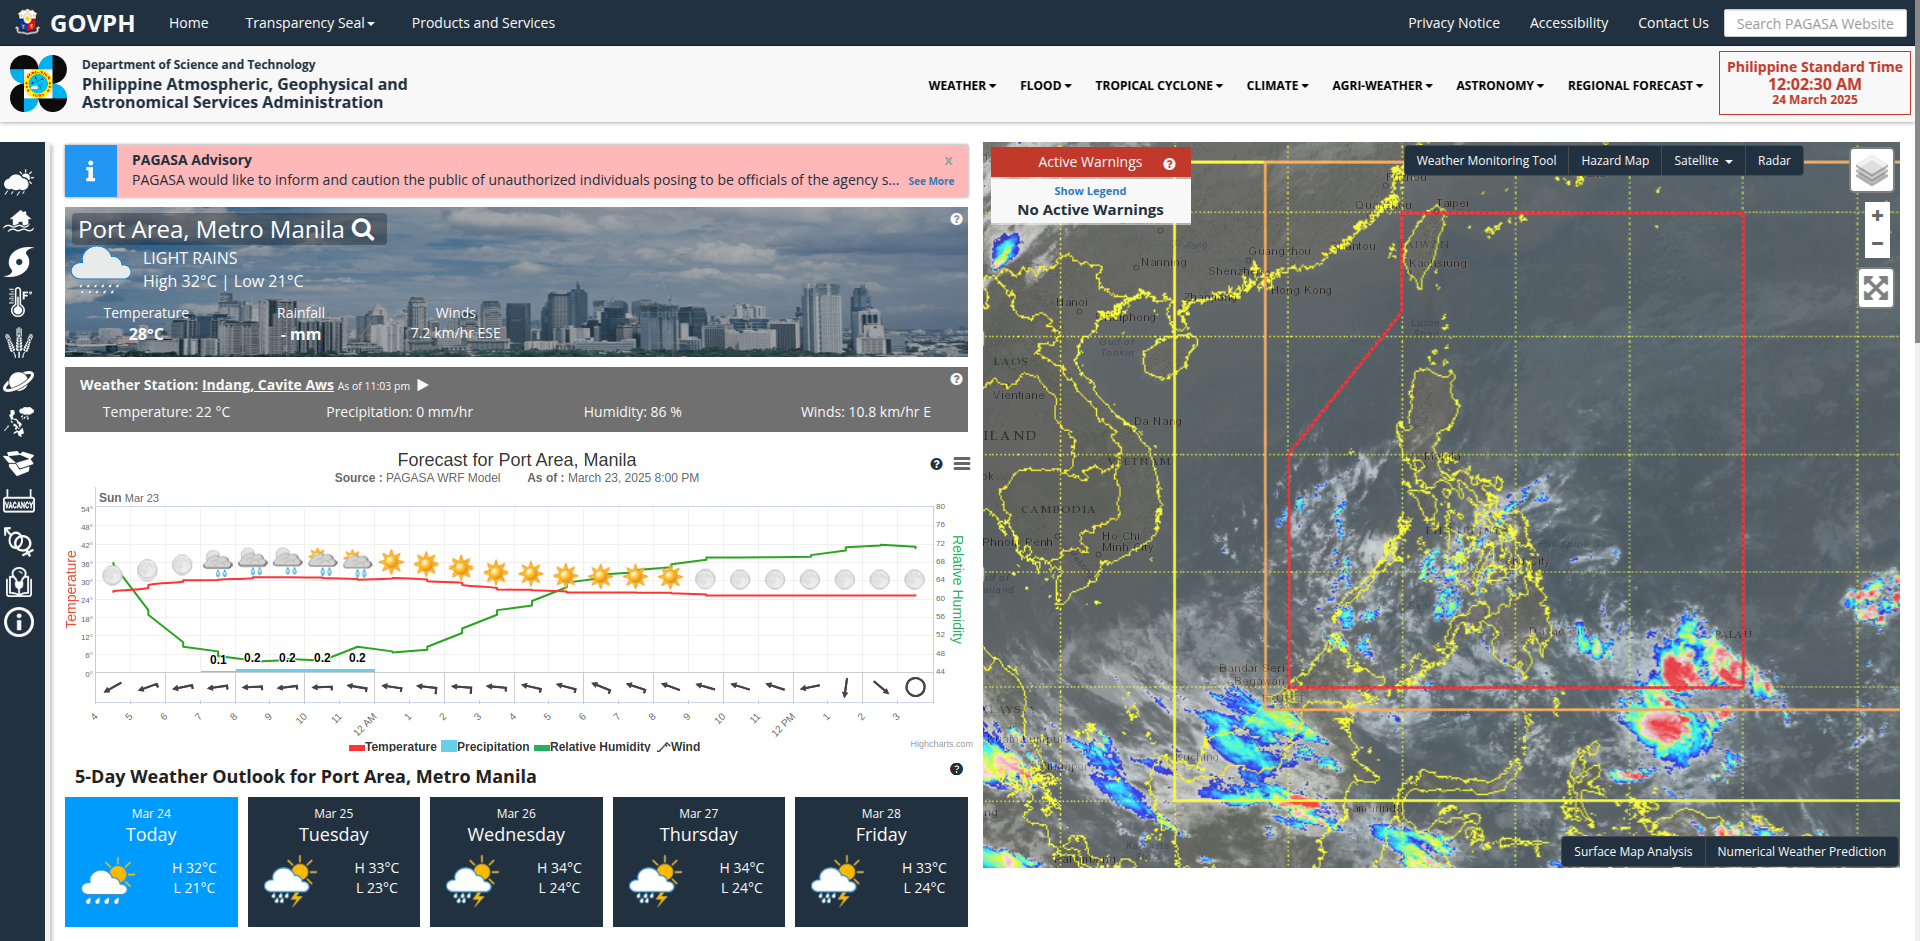 GOVPH Home Transparency Seal Products and Services Privacy Notice Accessibility Contact Us Search PAGASA Website
Department of Science and Technology
Philippine Atmospheric, Geophysical and
Astronomical Services Administration
WEATHER FLOOD TROPICAL CYCLONE CLIMATE AGRI-WEATHER ASTRONOMY REGIONAL FORECAST
Philippine Standard Time
12:02:30 AM
24 March 2025
PAGASA Advisory x
PAGASA would like to inform and caution the public of unauthorized individuals posing to be officials of the agency s... See More
Port Area, Metro Manila
LIGHT RAINS
High 32°C | Low 21°C
Temperature Rainfall Winds
28°C - mm 7.2 km/hr ESE
Weather Station: Indang, Cavite Aws As of 11:03 pm
Temperature: 22 °C Precipitation: 0 mm/hr Humidity: 86 % Winds: 10.8 km/hr E
Forecast for Port Area, Manila
Source : PAGASA WRF Model As of : March 23, 2025 8:00 PM
Sun Mar 23
Temperature
54°
48°
42°
36°
30°
24°
18°
12°
6°
0°
80
76
72
68
64
60
56
52
48
44
Relative Humidity
0.1 0.2 0.2 0.2 0.2
4 5 6 7 8 9 10 11 12 AM 1 2 3 4 5 6 7 8 9 10 11 12 PM 1 2 3
Temperature Precipitation Relative Humidity Wind
Highcharts.com
5-Day Weather Outlook for Port Area, Metro Manila
Mar 24
Today
H 32°C
L 21°C
Mar 25
Tuesday
H 33°C
L 23°C
Mar 26
Wednesday
H 34°C
L 24°C
Mar 27
Thursday
H 34°C
L 24°C
Mar 28
Friday
H 33°C
L 24°C
VACANCY
Active Warnings
Show Legend
No Active Warnings
Weather Monitoring Tool Hazard Map Satellite Radar
+
−
Taipei
Guangzhou
Nanning
Shenzhen
Kaohsiung
Hong Kong
Hanoi
Haiphong
Gulf of
Tonkin
LAOS
Vientiane
Da Nang
ILAND
VIETNAM
Manila
CAMBODIA
Phnom Penh
Ho Chi
Minh City
Philippine Sea
PALAU
Bandar Seri
Begawan
Kuching
Samarinda
Surface Map Analysis Numerical Weather Prediction